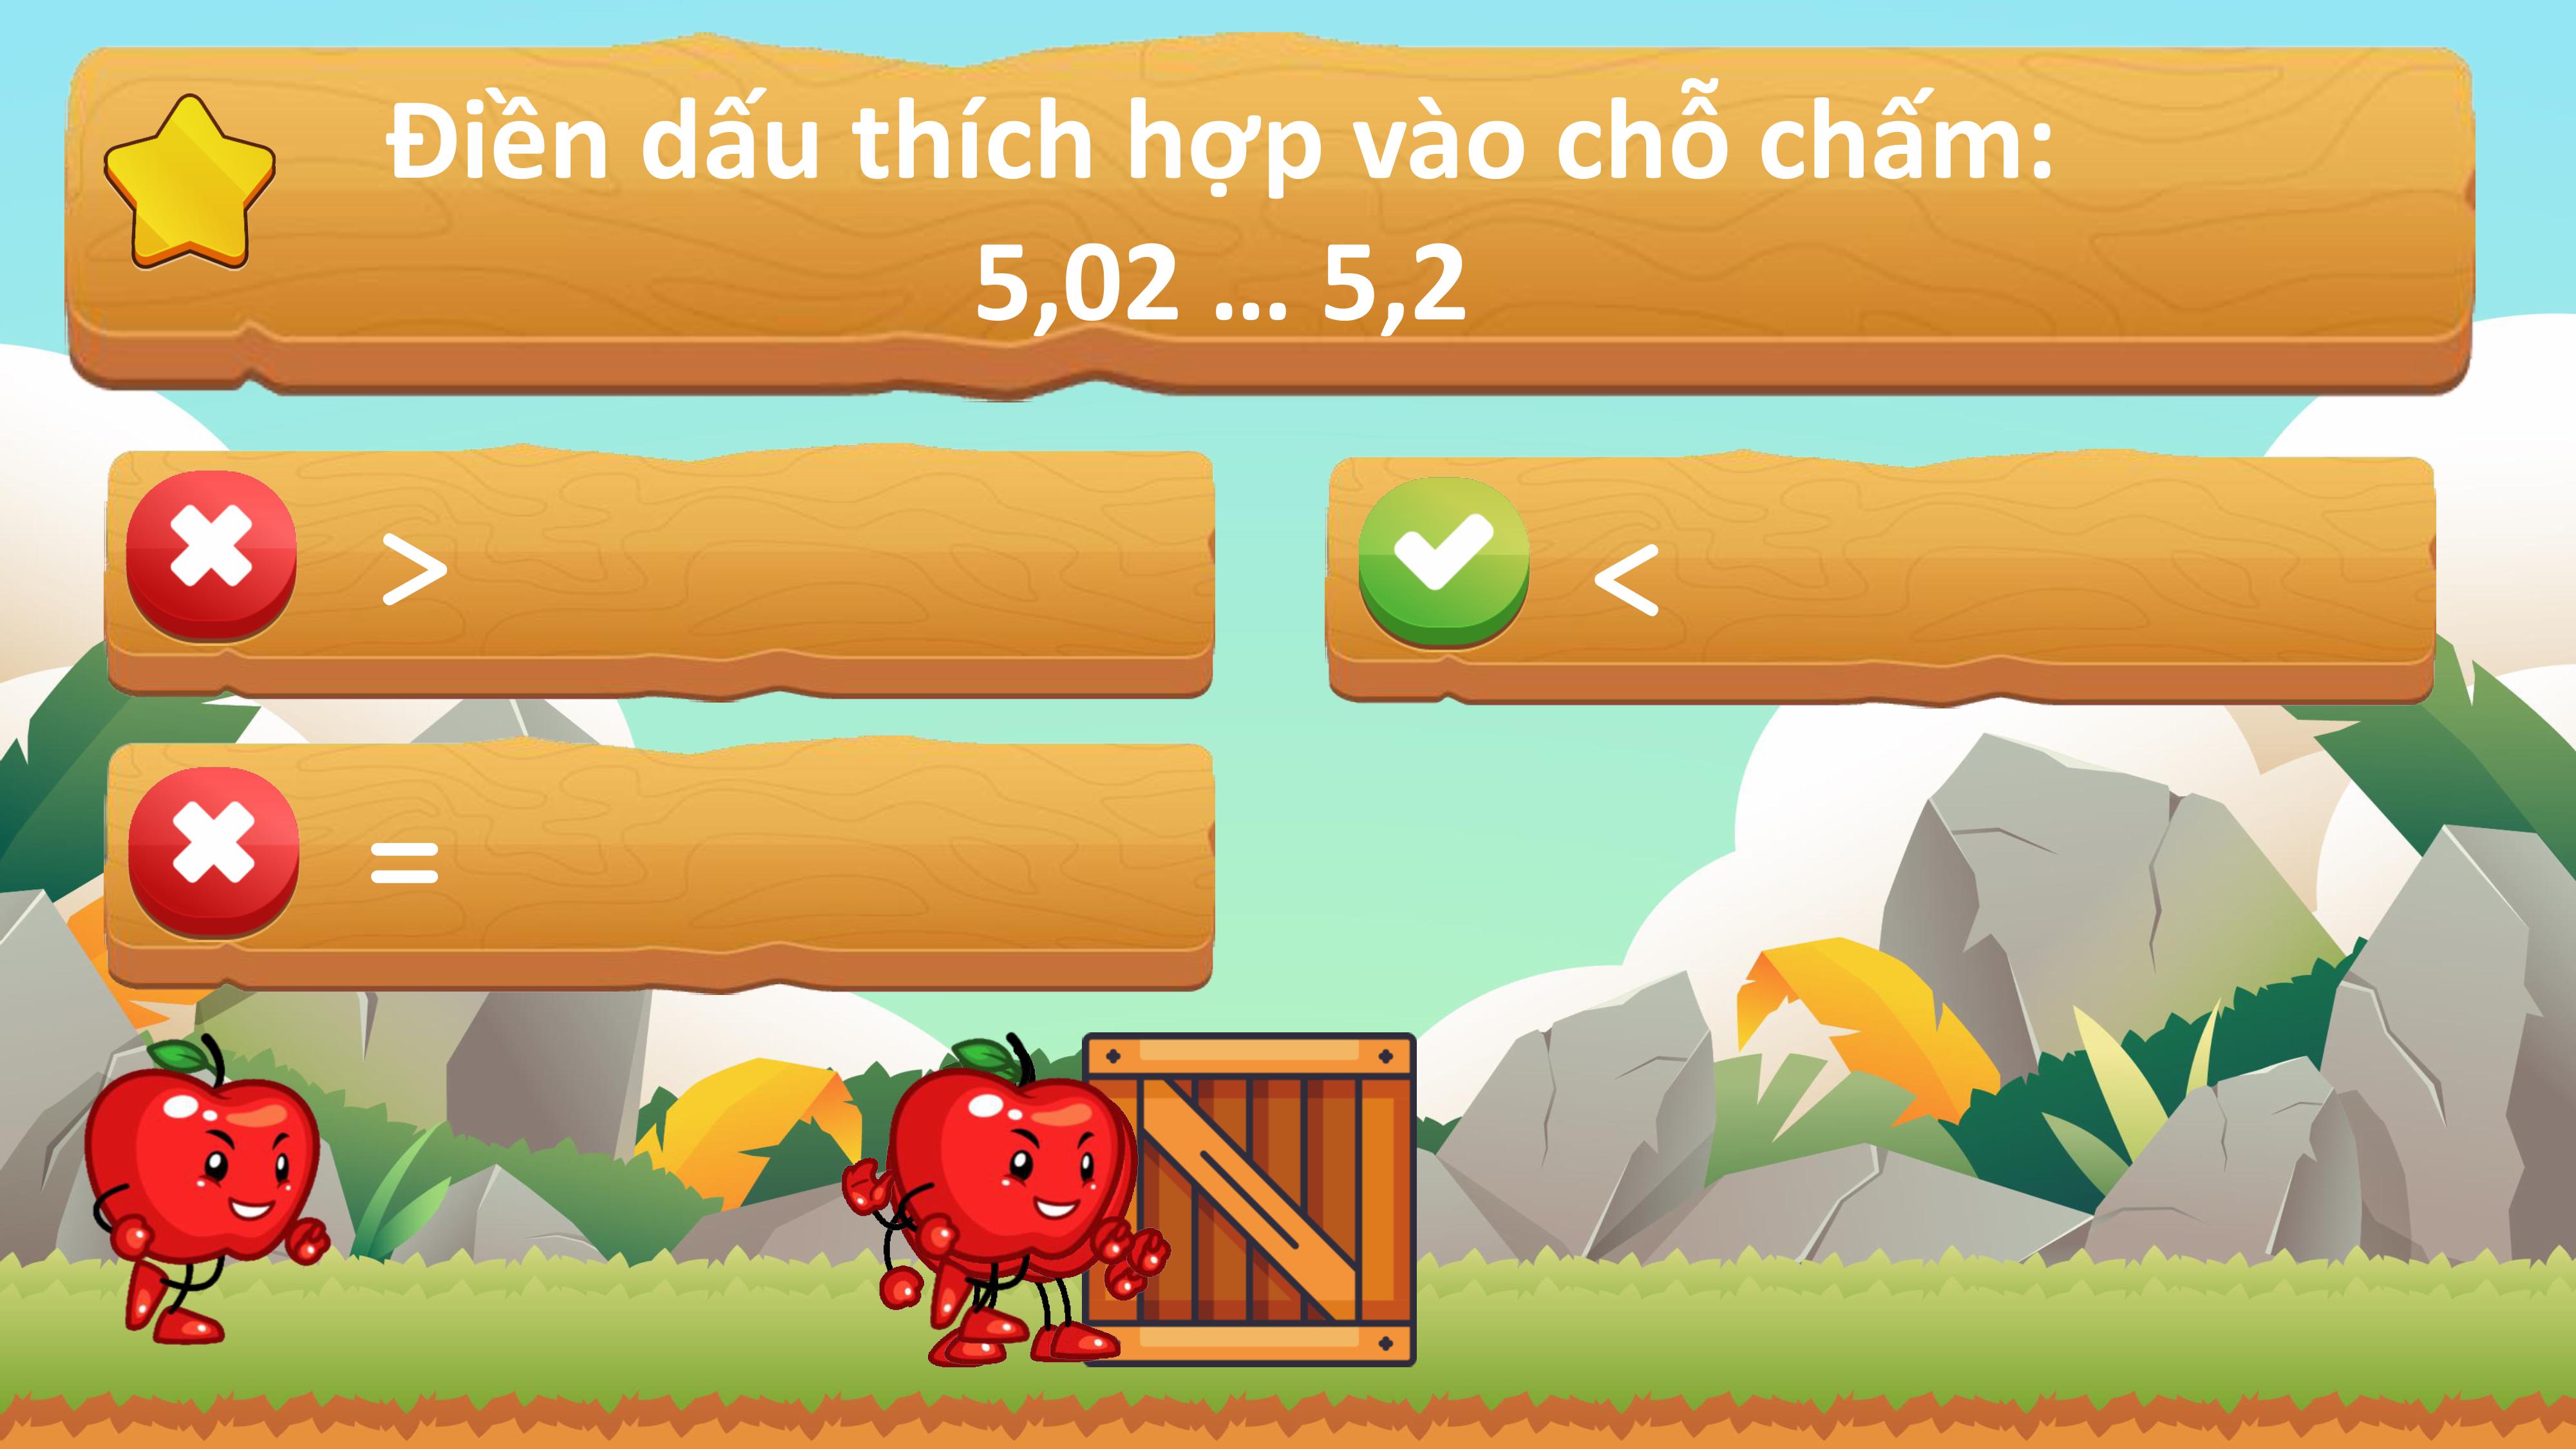 Điền dấu thích hợp vào chỗ chấm:
5,02 ... 5,2
>
<
=